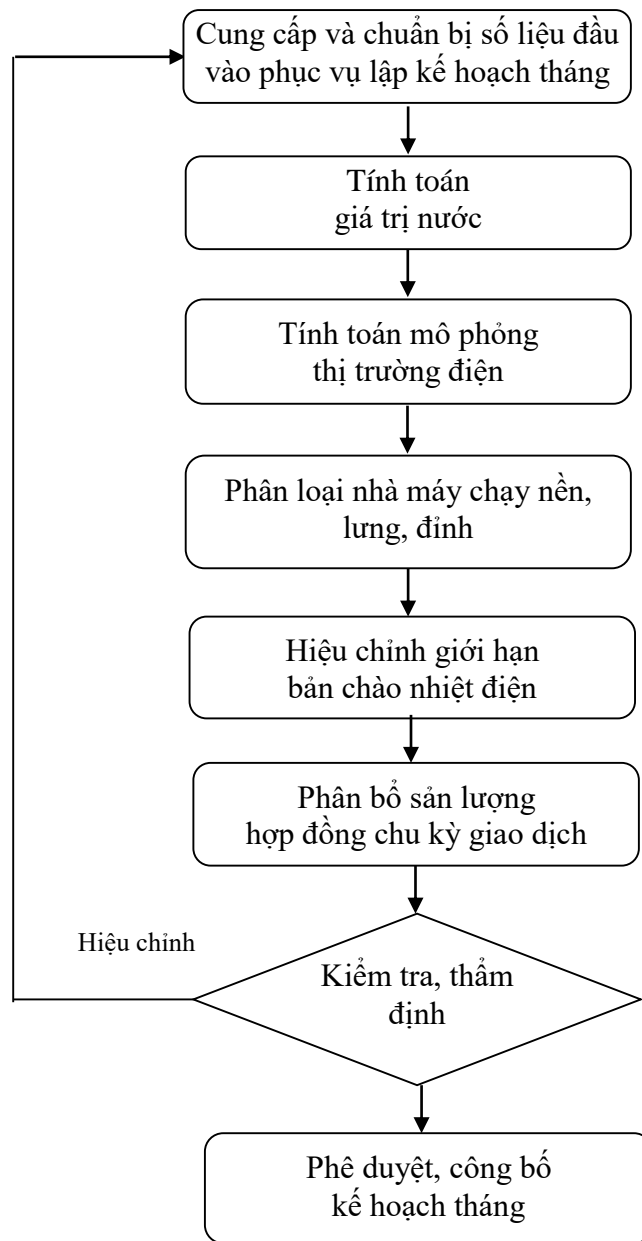 Cung cấp và chuẩn bị số liệu đầu
vào phục vụ lập kế hoạch tháng
Tính toán
giá trị nước
Tính toán mô phỏng
thị trường điện
Phân loại nhà máy chạy nền,
lưng, đỉnh
Hiệu chỉnh giới hạn
bản chào nhiệt điện
Phân bổ sản lượng
hợp đồng chu kỳ giao dịch
Hiệu chỉnh
Kiểm tra, thẩm
định
Phê duyệt, công bố
kế hoạch tháng